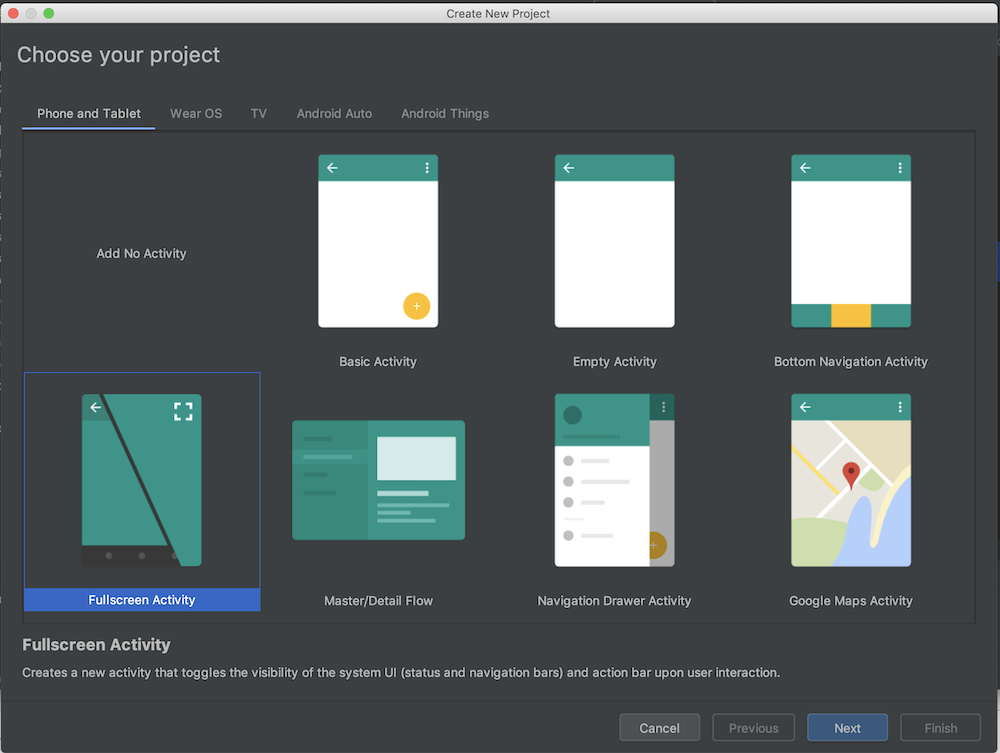 Create New Project
Choose your project
Phone and Tablet Wear OS TV Android Auto Android Things
Add No Activity
Basic Activity
Empty Activity
Bottom Navigation Activity
Fullscreen Activity
Master/Detail Flow
Navigation Drawer Activity
Google Maps Activity
Fullscreen Activity
Creates a new activity that toggles the visibility of the system UI (status and navigation bars) and action bar upon user interaction.
Cancel Previous Next Finish